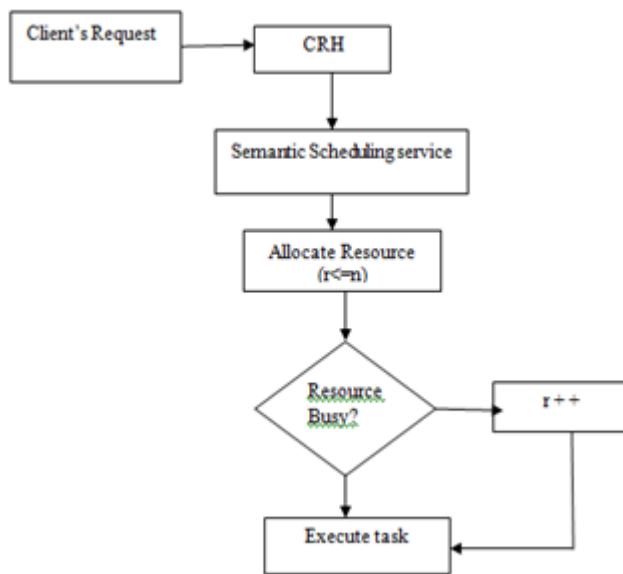 Client`s Request
CRH
Semantic Scheduling service
Allocate Resource
(r<=n)
Resource
Busy?
r + +
Execute task